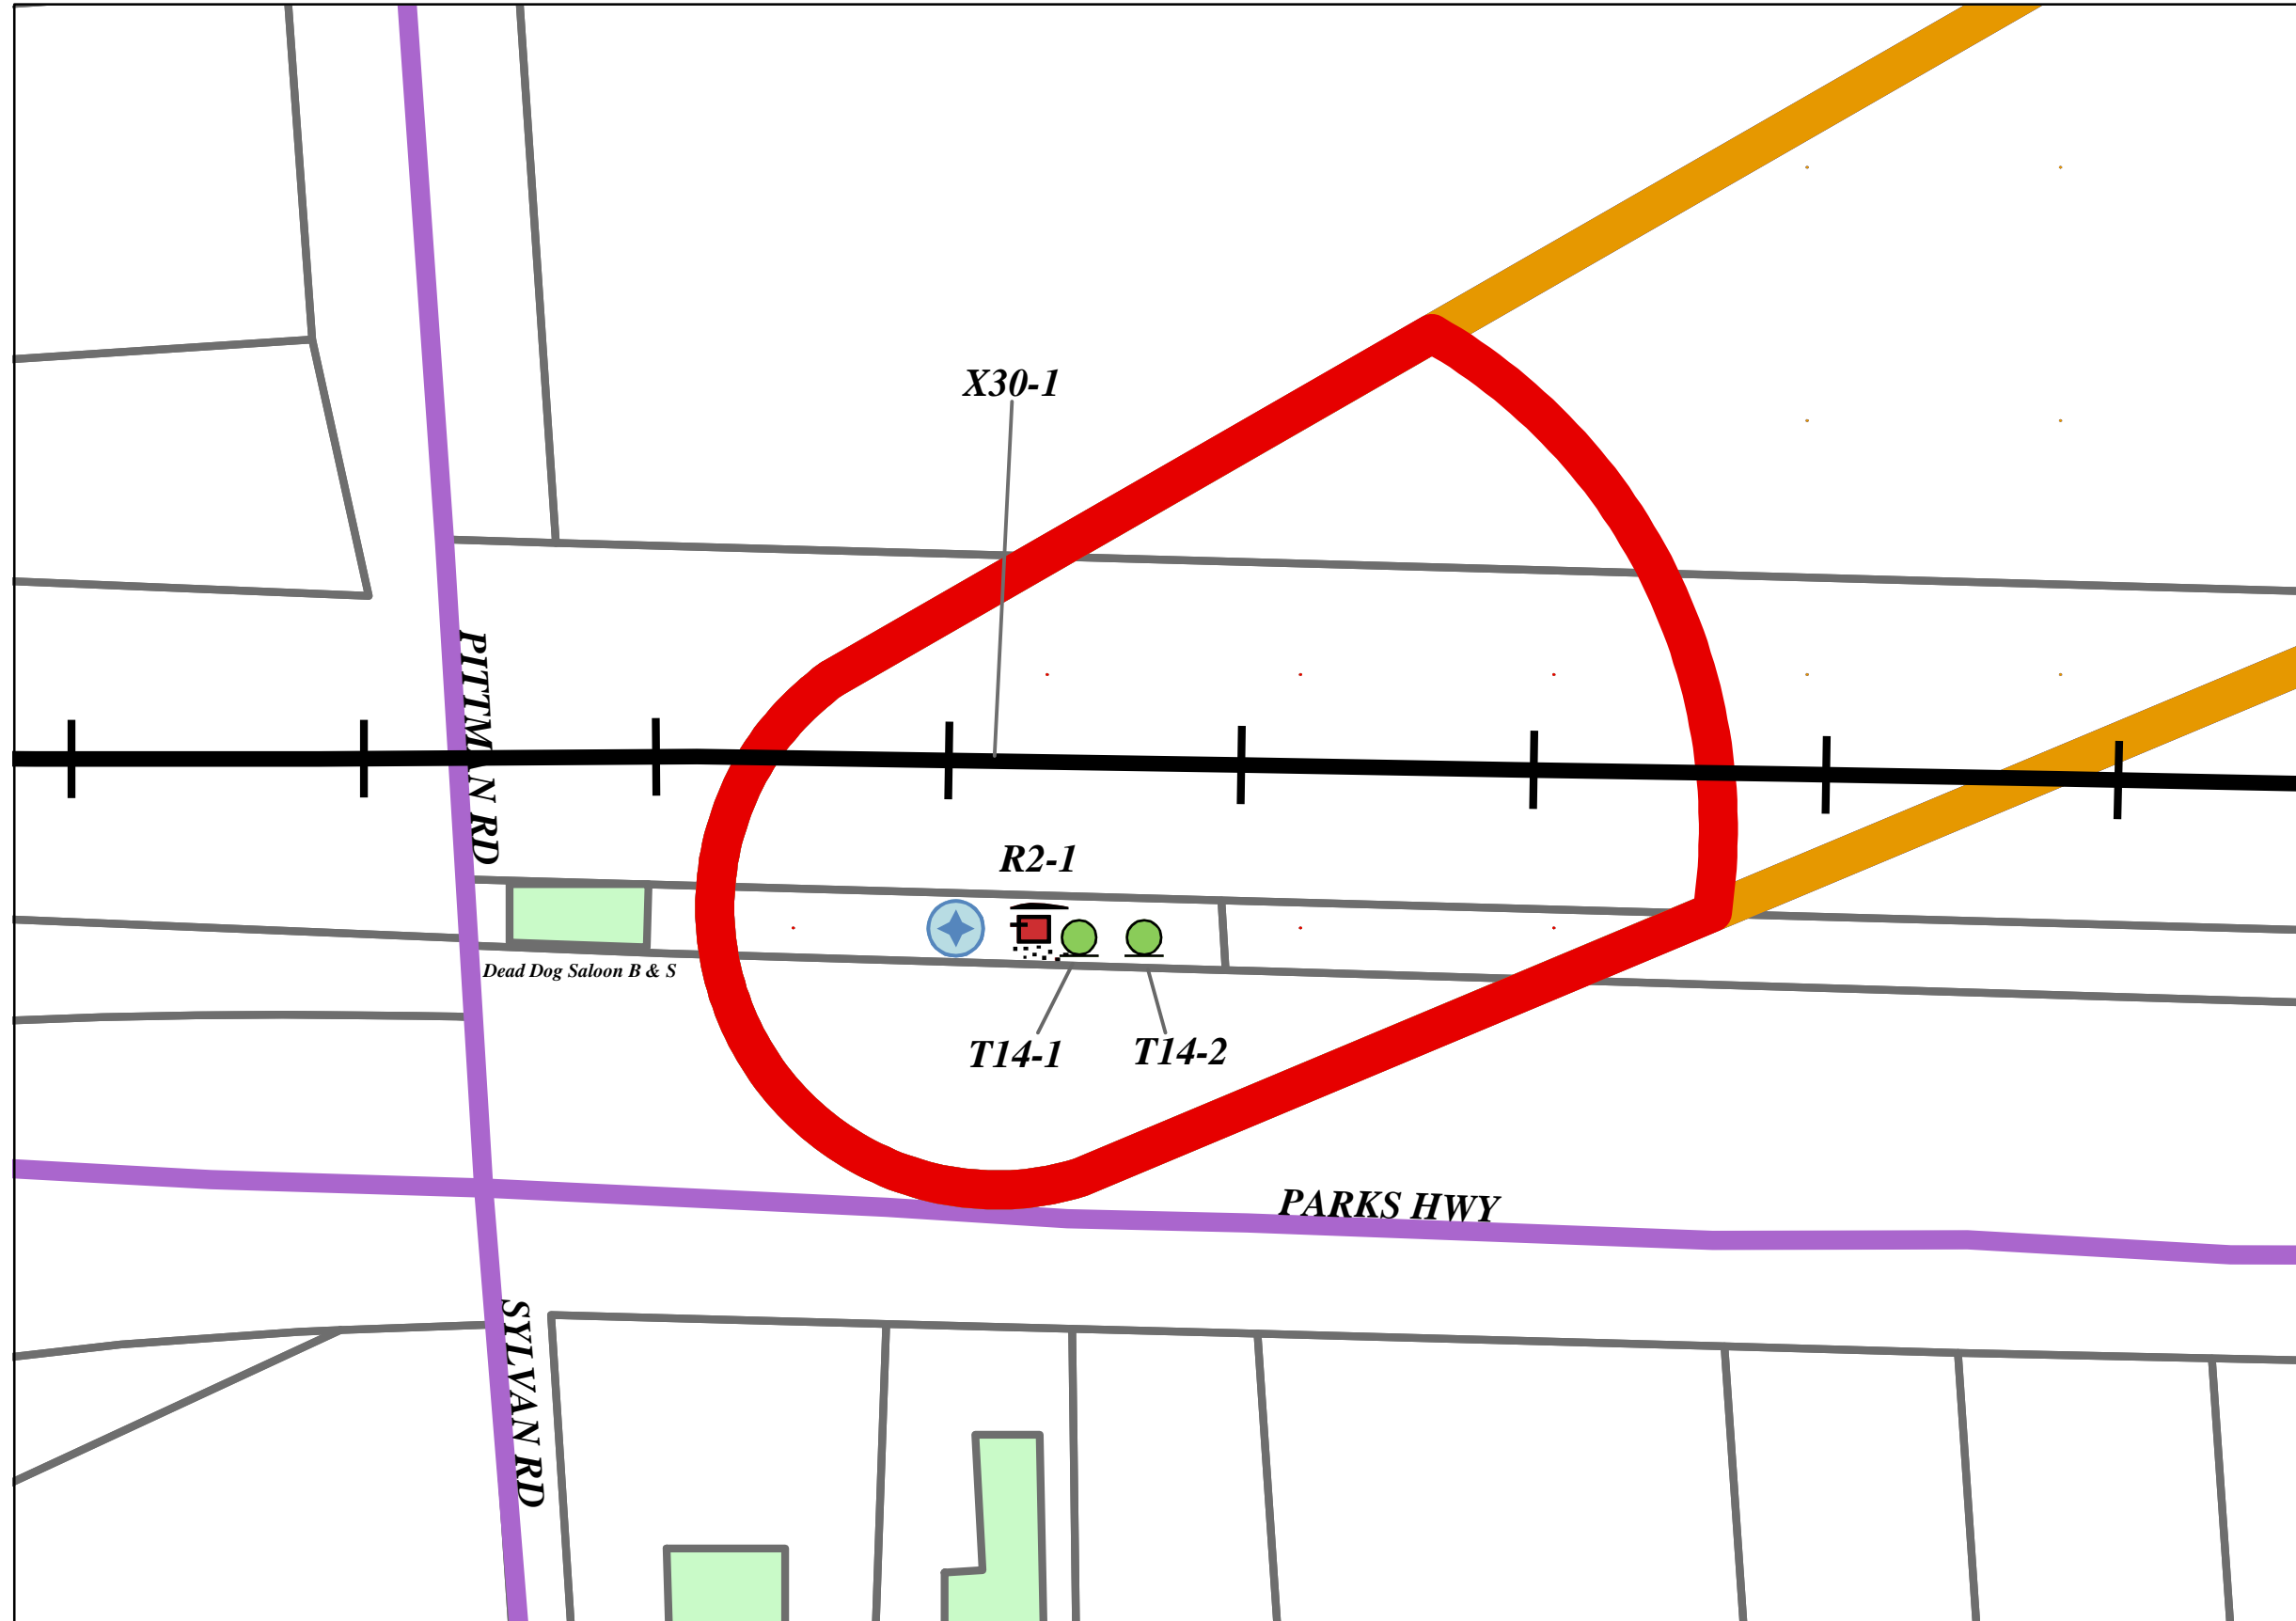 X30-1
PITTMAN RD
R2-1
Dead Dog Saloon B & S
T14-1
T14-2
PARKS HWY
SYLVAN RD